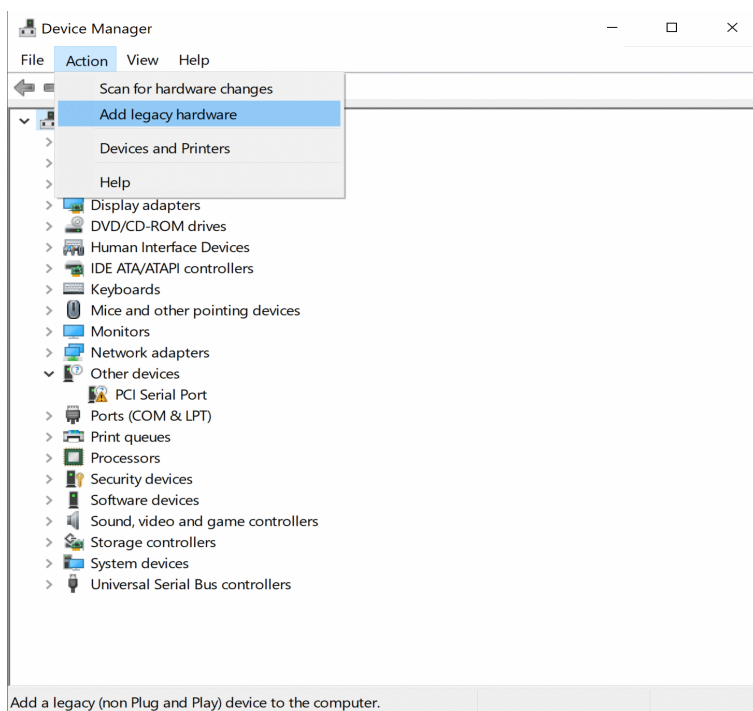 Device Manager
File Action View Help
Scan for hardware changes
Add legacy hardware
Devices and Printers
Help
Display adapters
DVD/CD-ROM drives
Human Interface Devices
IDE ATA/ATAPI controllers
Keyboards
Mice and other pointing devices
Monitors
Network adapters
Other devices
PCI Serial Port
Ports (COM & LPT)
Print queues
Processors
Security devices
Software devices
Sound, video and game controllers
Storage controllers
System devices
Universal Serial Bus controllers
Add a legacy (non Plug and Play) device to the computer.